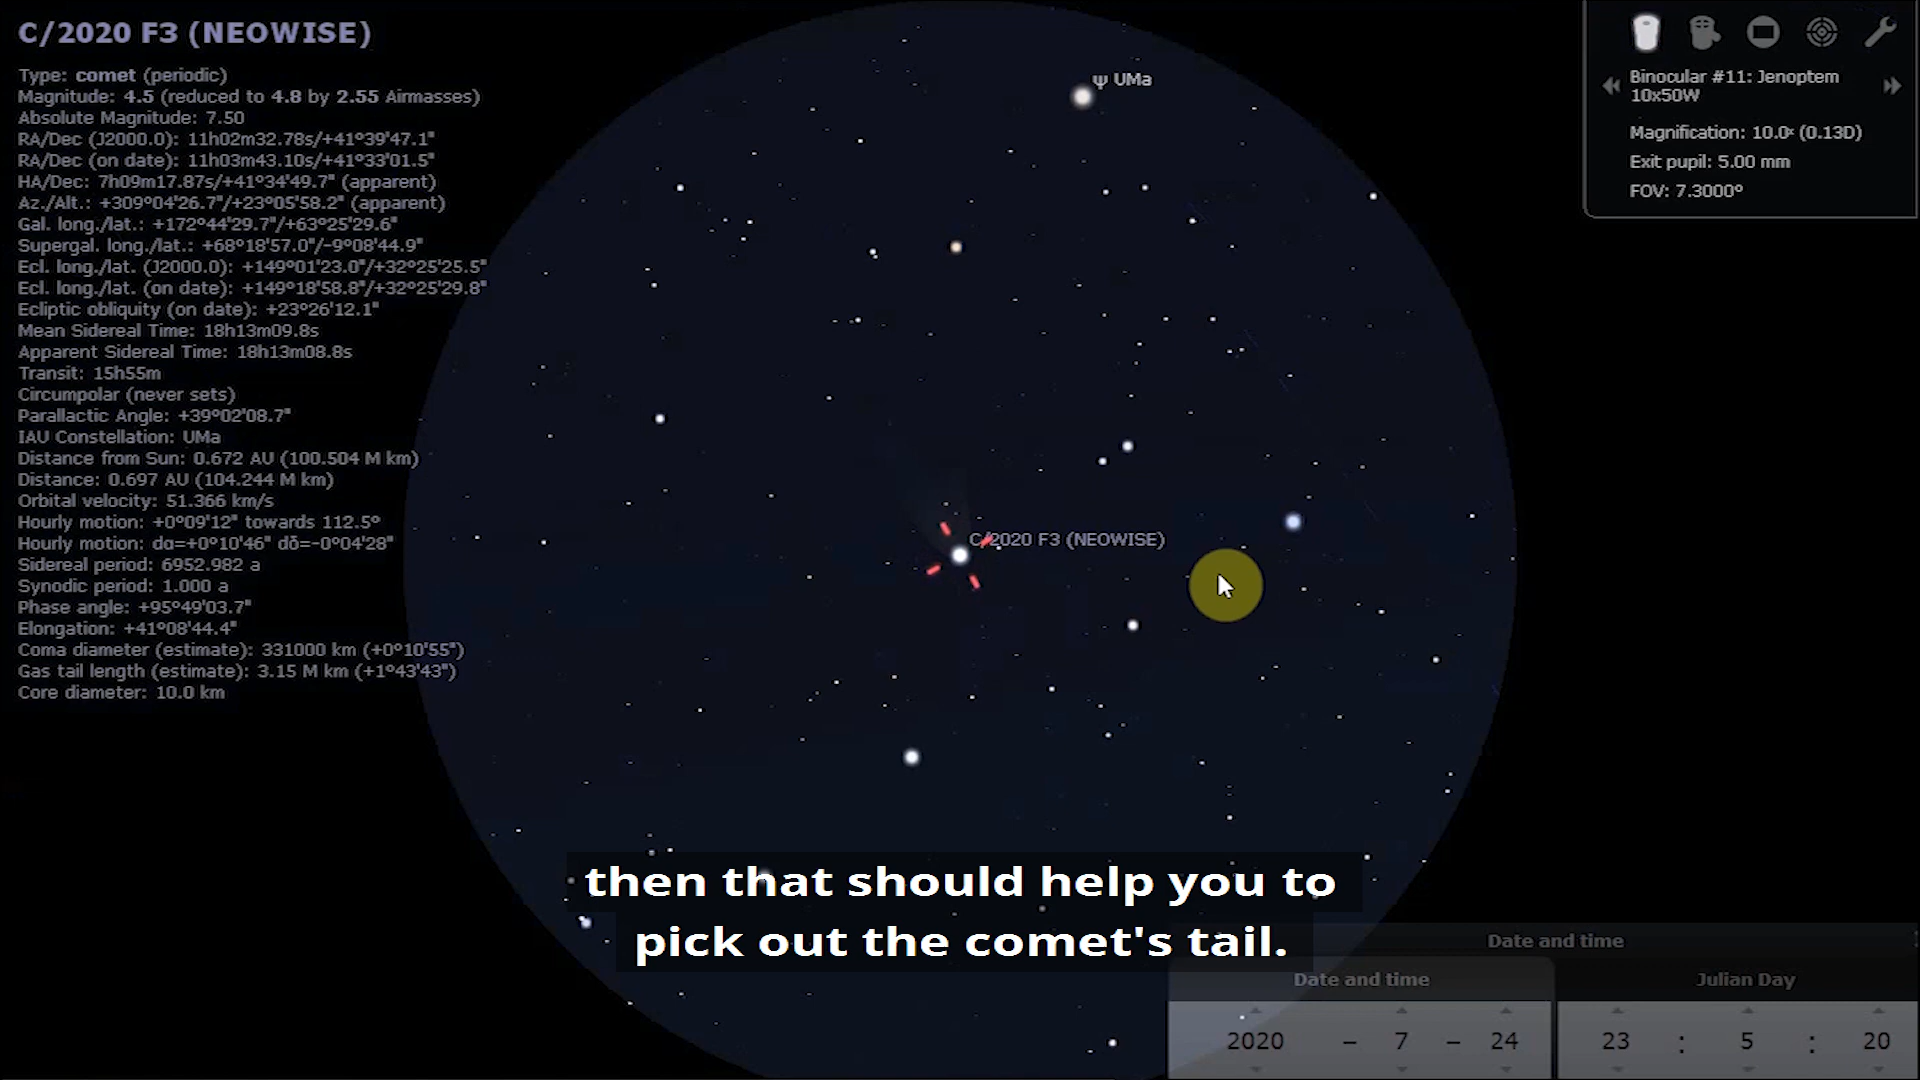 C/2020 F3 (NEOWISE)
Type: comet (periodic)
Magnitude: 4.5 (reduced to 4.8 by 2.55 Airmasses)
Absolute Magnitude: 7.50
RA/Dec (J2000.0): 11h02m32.78s/+41°39'47.1"
RA/Dec (on date): 11h03m43.10s/+41°33'01.5"
HA/Dec: 7h09m17.87s/+41°34'49.7" (apparent)
Az./Alt.: +309°04'26.7"/+23°05'58.2" (apparent)
Gal. long./lat.: +172°44'29.7"/+63°25'29.6"
Supergal. long./lat.: +68°18'57.0"/-9°08'44.9"
Ecl. long./lat. (J2000.0): +149°01'23.0"/+32°25'25.5"
Ecl. long./lat. (on date): +149°18'58.8"/+32°25'29.8"
Ecliptic obliquity (on date): +23°26'12.1"
Mean Sidereal Time: 18h13m09.8s
Apparent Sidereal Time: 18h13m08.8s
Transit: 15h55m
Circumpolar (never sets)
Parallactic Angle: +39°02'08.7"
IAU Constellation: UMa
Distance from Sun: 0.672 AU (100.504 M km)
Distance: 0.697 AU (104.244 M km)
Orbital velocity: 51.366 km/s
Hourly motion: +0°09'12" towards 112.5°
Hourly motion: dα=+0°10'46" dδ=-0°04'28"
Sidereal period: 6952.982 a
Synodic period: 1.000 a
Phase angle: +95°49'03.7"
Elongation: +41°08'44.4"
Coma diameter (estimate): 331000 km (+0°10'55")
Gas tail length (estimate): 3.15 M km (+1°43'43")
Core diameter: 10.0 km
ψ UMa
C/2020 F3 (NEOWISE)
Binocular #11: Jenoptem
10x50W
Magnification: 10.0× (0.13D)
Exit pupil: 5.00 mm
FOV: 7.3000°
then that should help you to
pick out the comet's tail.
Date and time
Date and time Julian Day
2020 – 7 – 24 23 : 5 : 20